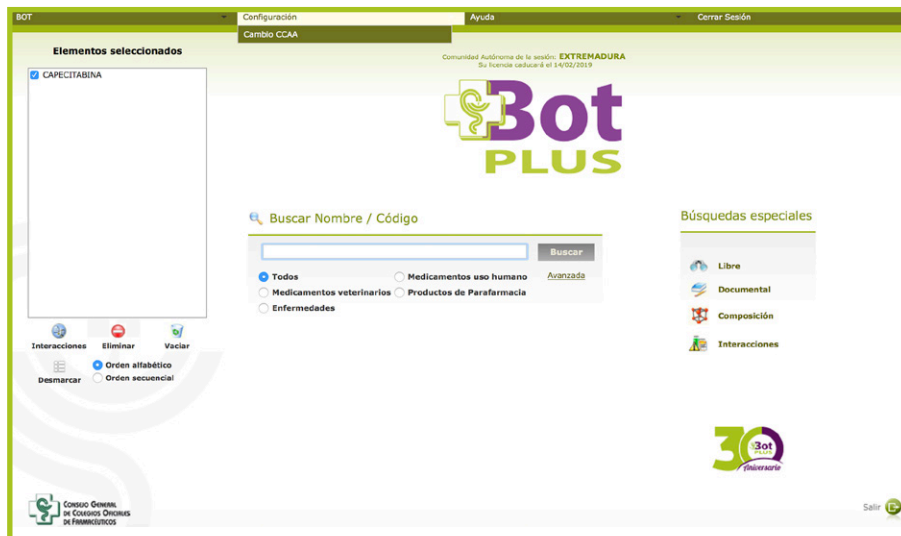 BOT
Configuración
Ayuda
Cerrar Sesión
Cambio CCAA
Elementos seleccionados
CAPECITABINA
Comunidad Autónoma de la sesión: EXTREMADURA
Su licencia caducará el 14/02/2019
Bot
PLUS
Buscar Nombre / Código
Buscar
Todos
Medicamentos uso humano
Avanzada
Medicamentos veterinarios
Productos de Parafarmacia
Enfermedades
Búsquedas especiales
Libre
Documental
Composición
Interacciones
Interacciones
Eliminar
Vaciar
Desmarcar
Orden alfabético
Orden secuencial
30
Bot
PLUS
Aniversario
CONSEJO GENERAL
DE COLEGIOS OFICIALES
DE FARMACÉUTICOS
Salir